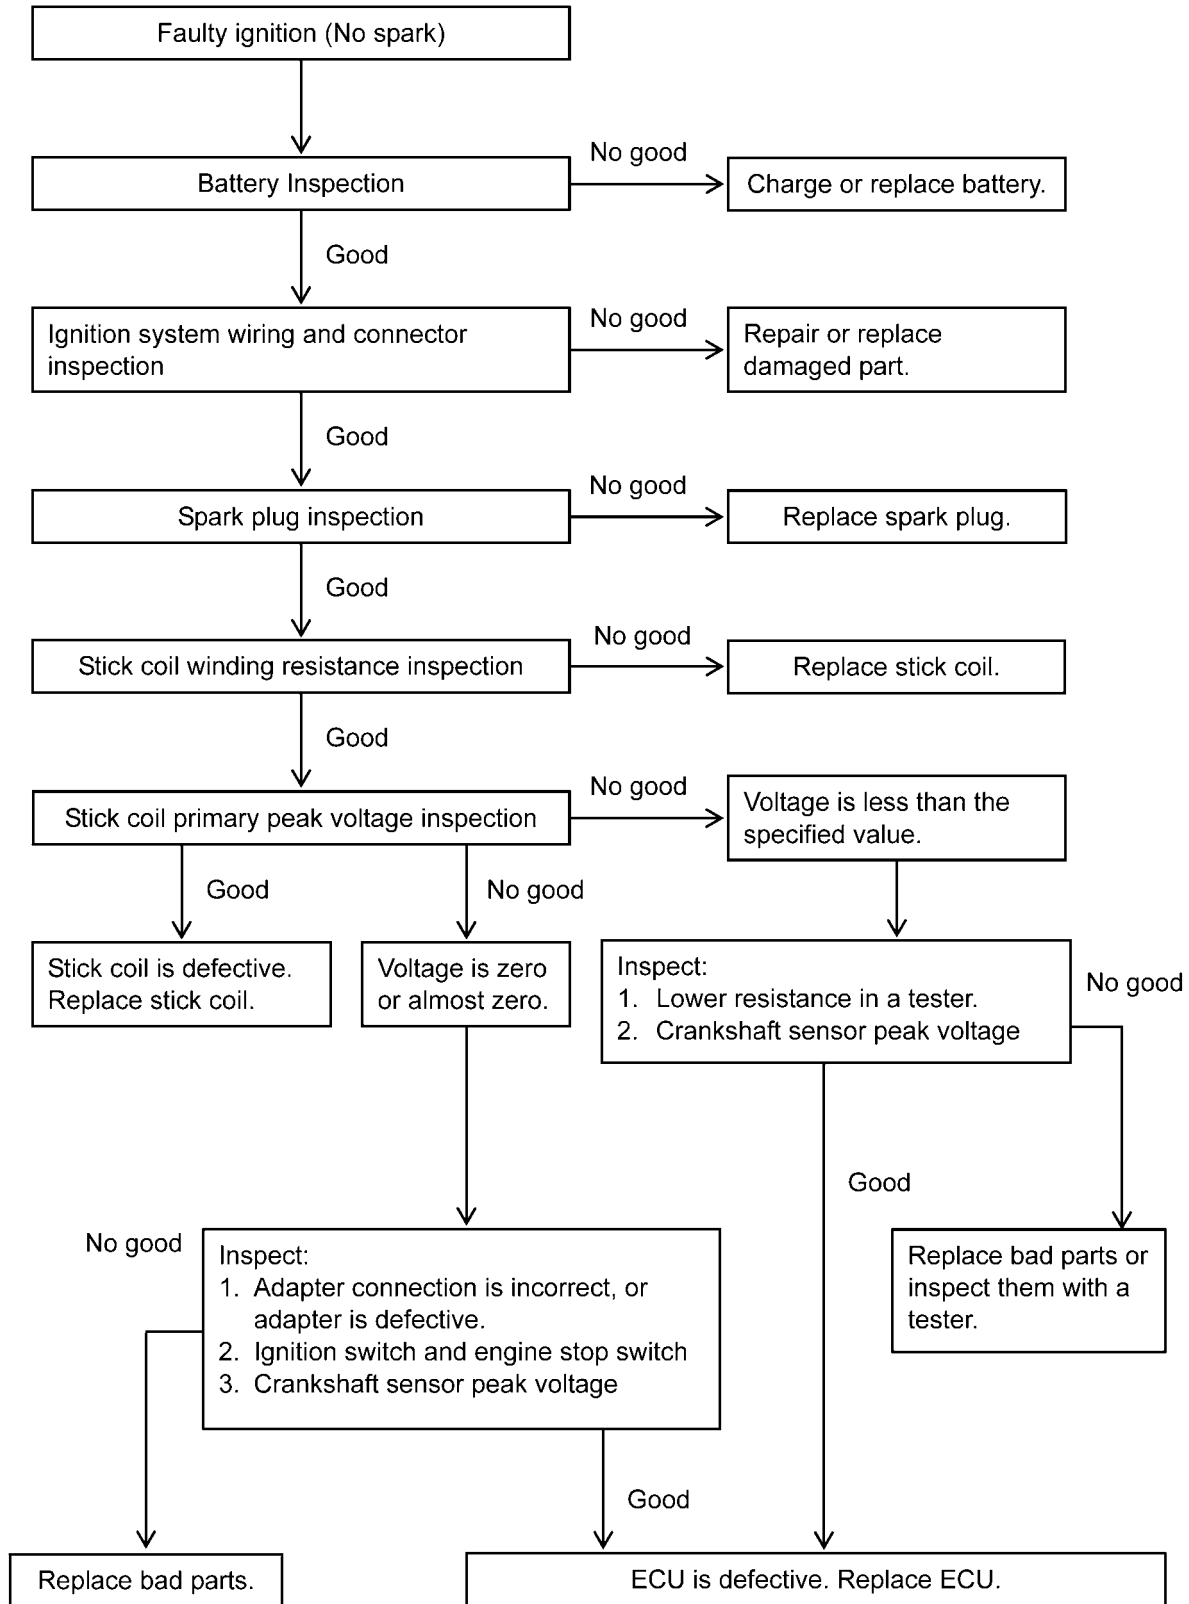 Faulty ignition (No spark)
No good
Battery Inspection
Charge or replace battery.
Good
No good
Ignition system wiring and connector
inspection
Repair or replace
damaged part.
Good
No good
Spark plug inspection
Replace spark plug.
Good
No good
Stick coil winding resistance inspection
Replace stick coil.
Good
No good
Stick coil primary peak voltage inspection
Voltage is less than the
specified value.
Good
No good
Stick coil is defective.
Replace stick coil.
Voltage is zero
or almost zero.
Inspect:
1. Lower resistance in a tester.
2. Crankshaft sensor peak voltage
No good
Good
No good
Inspect:
1. Adapter connection is incorrect, or
adapter is defective.
2. Ignition switch and engine stop switch
3. Crankshaft sensor peak voltage
Replace bad parts or
inspect them with a
tester.
Good
Replace bad parts.
ECU is defective. Replace ECU.